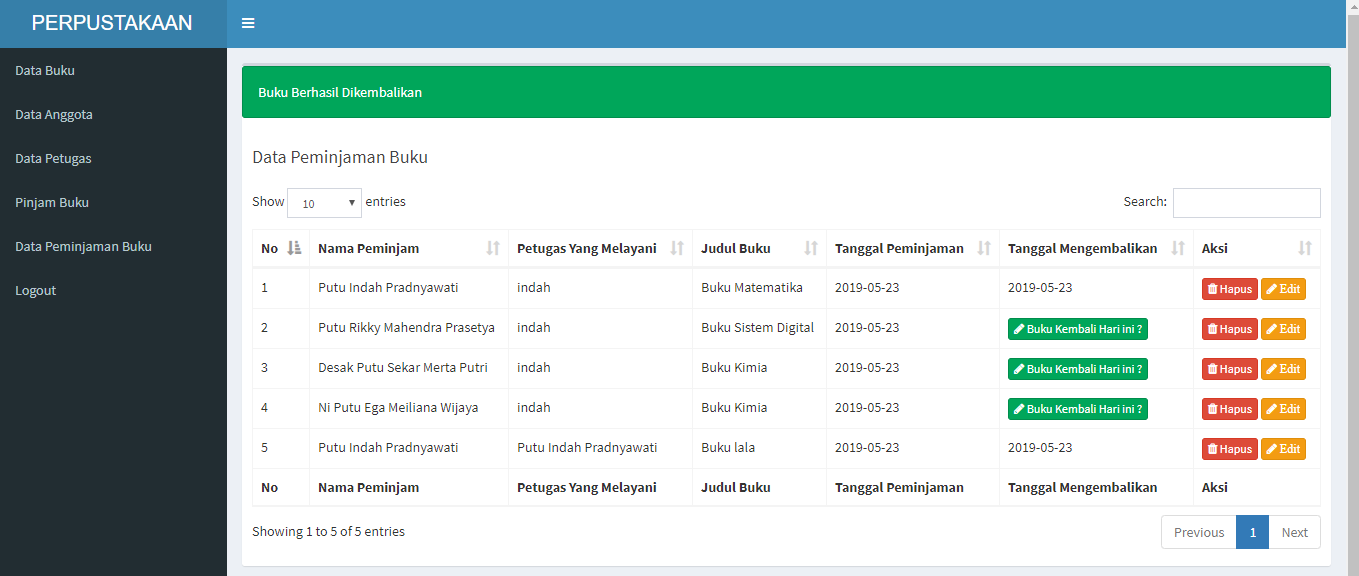 PERPUSTAKAAN
Data Buku
Data Anggota
Data Petugas
Pinjam Buku
Data Peminjaman Buku
Logout
Buku Berhasil Dikembalikan
Data Peminjaman Buku
Show 10 entries Search:
No Nama Peminjam Petugas Yang Melayani Judul Buku Tanggal Peminjaman Tanggal Mengembalikan Aksi
1 Putu Indah Pradnyawati indah Buku Matematika 2019-05-23 2019-05-23 Hapus Edit
2 Putu Rikky Mahendra Prasetya indah Buku Sistem Digital 2019-05-23 Buku Kembali Hari ini ? Hapus Edit
3 Desak Putu Sekar Merta Putri indah Buku Kimia 2019-05-23 Buku Kembali Hari ini ? Hapus Edit
4 Ni Putu Ega Meiliana Wijaya indah Buku Kimia 2019-05-23 Buku Kembali Hari ini ? Hapus Edit
5 Putu Indah Pradnyawati Putu Indah Pradnyawati Buku lala 2019-05-23 2019-05-23 Hapus Edit
No Nama Peminjam Petugas Yang Melayani Judul Buku Tanggal Peminjaman Tanggal Mengembalikan Aksi
Showing 1 to 5 of 5 entries Previous 1 Next